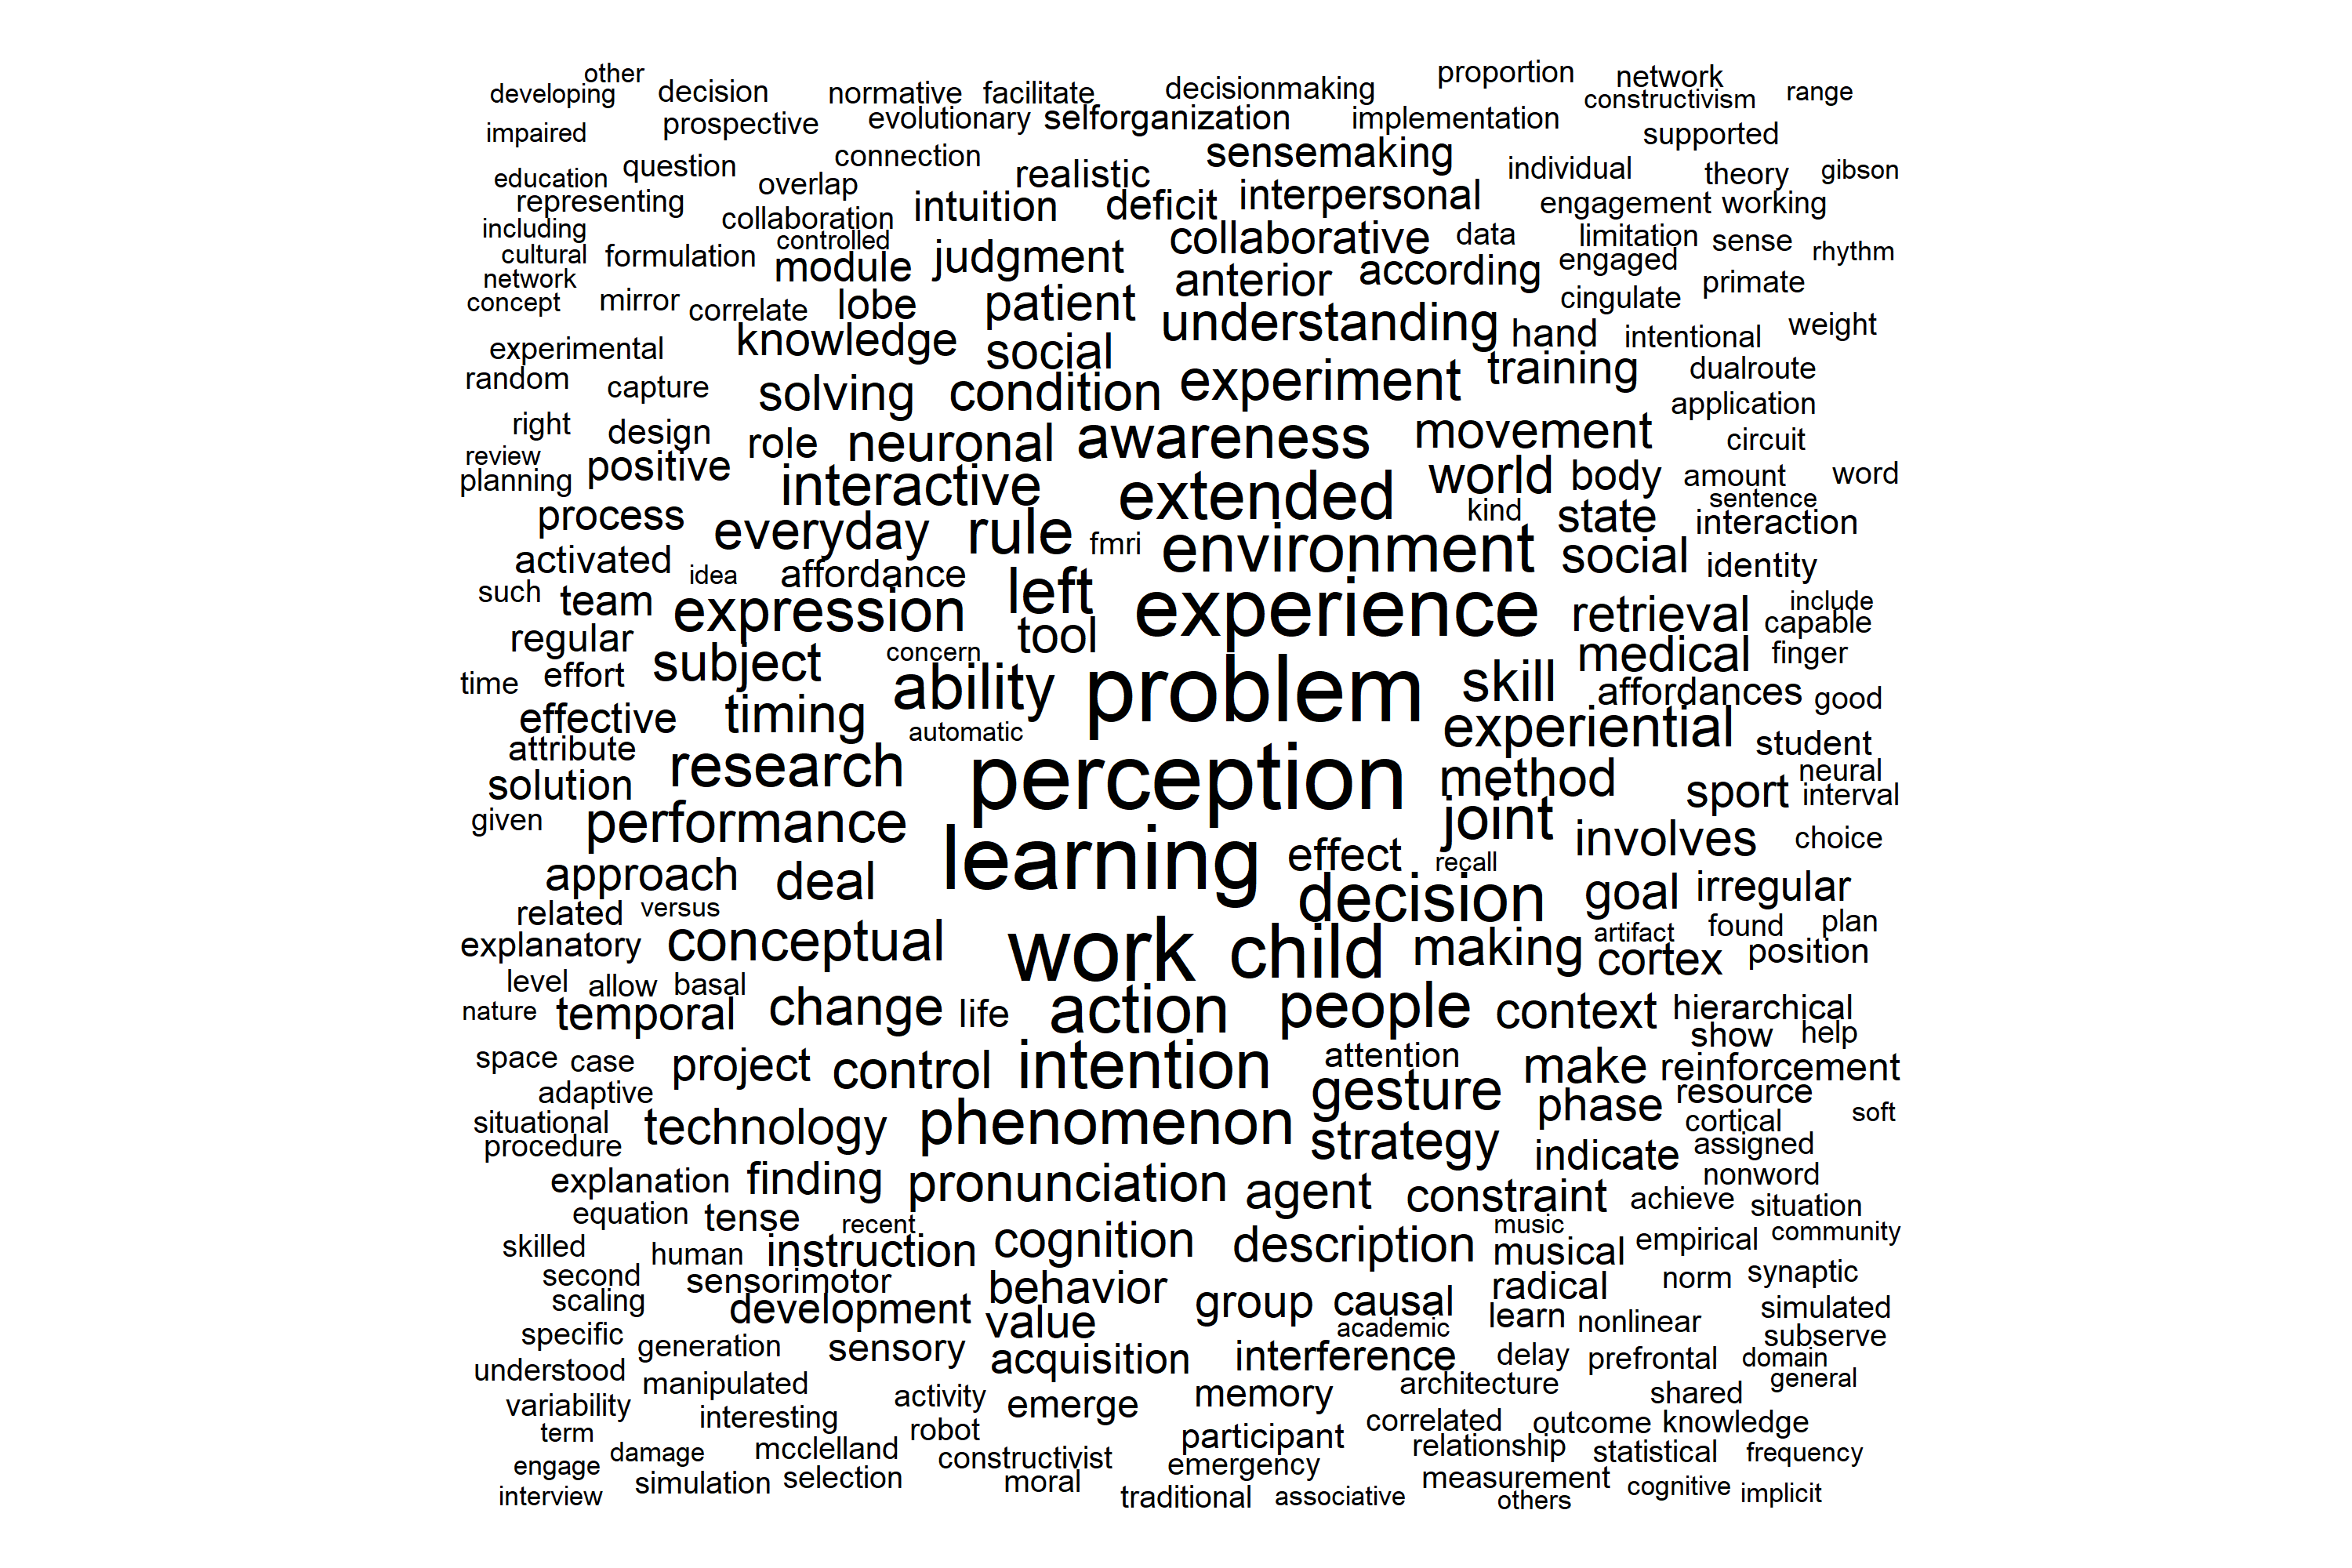 other
developing decision normative facilitate decisionmaking proportion network range
constructivism
impaired prospective evolutionary selforganization implementation supported
question connection realistic sensemaking individual theory gibson
education overlap
representing collaboration intuition deficit interpersonal engagement working
including controlled collaborative data limitation sense rhythm
cultural formulation module judgment according engaged
network anterior cingulate primate
concept mirror correlate lobe patient understanding hand intentional weight
experimental knowledge social training dualroute
random capture solving condition experiment application
right design role neuronal awareness movement circuit
review
planning positive interactive extended world body amount word
sentence
process everyday rule fmri kind state interaction
activated idea affordance environment social identity
such team expression left experience retrieval include
capable
regular tool medical finger
concern
time effort subject ability problem skill affordances good
effective timing automatic experiential student
attribute research perception method neural
solution sport interval
given performance joint involves choice
approach deal learning effect recall goal irregular
related versus decision artifact found plan
explanatory conceptual work child making cortex position
level allow basal
nature temporal change life action people context hierarchical
show help
space case project control intention attention make reinforcement
adaptive gesture resource
situational technology phenomenon phase cortical soft
procedure strategy indicate assigned
nonword
explanation finding pronunciation agent constraint achieve situation
equation tense recent music community
skilled human instruction cognition description musical empirical
second sensorimotor behavior radical norm synaptic
scaling development group causal learn nonlinear simulated
specific value academic subserve
generation sensory acquisition interference delay prefrontal domain
understood manipulated activity memory architecture shared general
variability interesting emerge correlated outcome knowledge
term robot participant
damage mcclelland constructivist relationship statistical frequency
engage emergency
simulation selection moral measurement cognitive implicit
interview traditional associative others